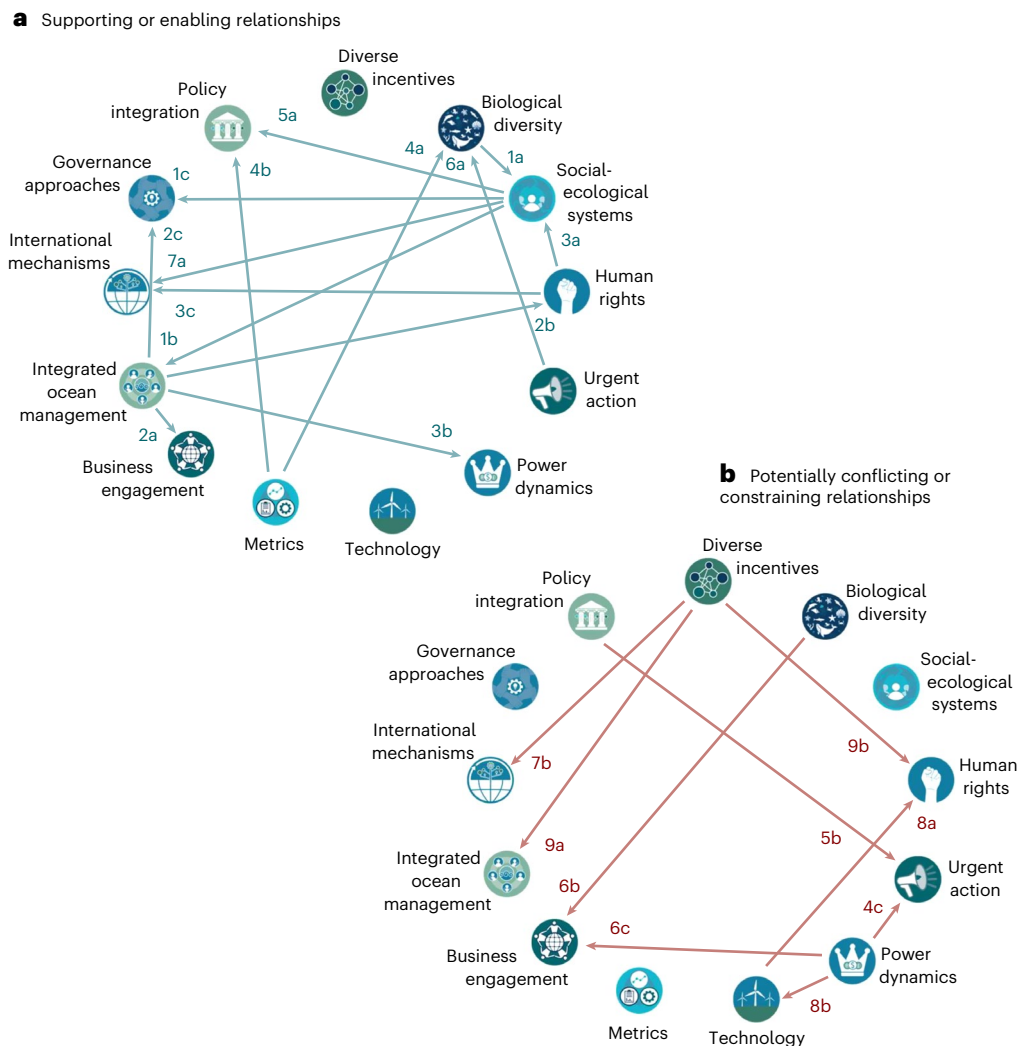 a Supporting or enabling relationships
Diverse
incentives
Policy
integration
5a
Biological
diversity
4a
6a
1a
4b
Governance
approaches
1c
Social-
ecological
systems
2c
3a
International
mechanisms
7a
Human
rights
3c
2b
1b
Integrated
ocean
management
Urgent
action
2a
3b
Business
engagement
Power
dynamics
Metrics
Technology
b Potentially conflicting or
constraining relationships
Diverse
incentives
Policy
integration
Biological
diversity
Governance
approaches
Social-
ecological
systems
International
mechanisms
7b
9b
Human
rights
8a
9a
5b
Integrated
ocean
management
Urgent
action
6b
4c
6c
Business
engagement
Power
dynamics
8b
Metrics
Technology